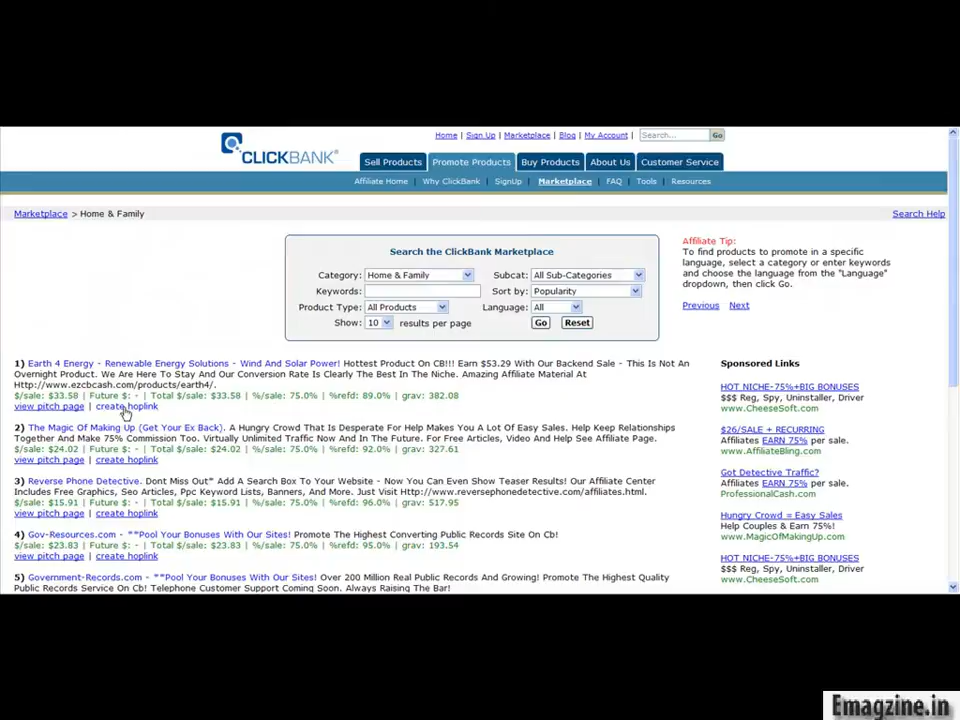 Home | Sign Up | Marketplace | Blog | My Account | Search... Go
CLICKBANK
Sell Products Promote Products Buy Products About Us Customer Service
Affiliate Home | Why ClickBank | SignUp | Marketplace | FAQ | Tools | Resources
Marketplace > Home & Family Search Help
Search the ClickBank Marketplace
Category: Home & Family Subcat: All Sub-Categories
Keywords: Sort by: Popularity
Product Type: All Products Language: All
Show: 10 results per page Go Reset
Affiliate Tip:
To find products to promote in a specific
language, select a category or enter keywords
and choose the language from the "Language"
dropdown, then click Go.
Previous Next
1) Earth 4 Energy - Renewable Energy Solutions - Wind And Solar Power! Hottest Product On CB!!! Earn $53.29 With Our Backend Sale - This Is Not An
Overnight Product. We Are Here To Stay And Our Conversion Rate Is Clearly The Best In The Niche. Amazing Affiliate Material At
Http://www.ezcbcash.com/products/earth4/.
$/sale: $33.58 | Future $: - | Total $/sale: $33.58 | %/sale: 75.0% | %refd: 89.0% | grav: 382.08
view pitch page | create hoplink
2) The Magic Of Making Up (Get Your Ex Back). A Hungry Crowd That Is Desperate For Help Makes You A Lot Of Easy Sales. Help Keep Relationships
Together And Make 75% Commission Too. Virtually Unlimited Traffic Now And In The Future. For Free Articles, Video And Help See Affiliate Page.
$/sale: $24.02 | Future $: - | Total $/sale: $24.02 | %/sale: 75.0% | %refd: 92.0% | grav: 327.61
view pitch page | create hoplink
3) Reverse Phone Detective. Dont Miss Out* Add A Search Box To Your Website - Now You Can Even Show Teaser Results! Our Affiliate Center
Includes Free Graphics, Seo Articles, Ppc Keyword Lists, Banners, And More. Just Visit Http://www.reversephonedetective.com/affiliates.html.
$/sale: $15.91 | Future $: - | Total $/sale: $15.91 | %/sale: 75.0% | %refd: 96.0% | grav: 517.95
view pitch page | create hoplink
4) Gov-Resources.com - **Pool Your Bonuses With Our Sites! Promote The Highest Converting Public Records Site On Cb!
$/sale: $23.83 | Future $: - | Total $/sale: $23.83 | %/sale: 75.0% | %refd: 95.0% | grav: 193.54
view pitch page | create hoplink
5) Government-Records.com - **Pool Your Bonuses With Our Sites! Over 200 Million Real Public Records And Growing! Promote The Highest Quality
Public Records Service On Cb! Telephone Customer Support Coming Soon. Always Raising The Bar!
Sponsored Links
HOT NICHE-75%+BIG BONUSES
$$$ Reg, Spy, Uninstaller, Driver
www.CheeseSoft.com
$26/SALE + RECURRING
Affiliates EARN 75% per sale.
www.AffiliateBling.com
Got Detective Traffic?
Affiliates EARN 75% per sale.
ProfessionalCash.com
Hungry Crowd = Easy Sales
Help Couples & Earn 75%!
www.MagicOfMakingUp.com
HOT NICHE-75%+BIG BONUSES
$$$ Reg, Spy, Uninstaller, Driver
www.CheeseSoft.com
Emagzine.in